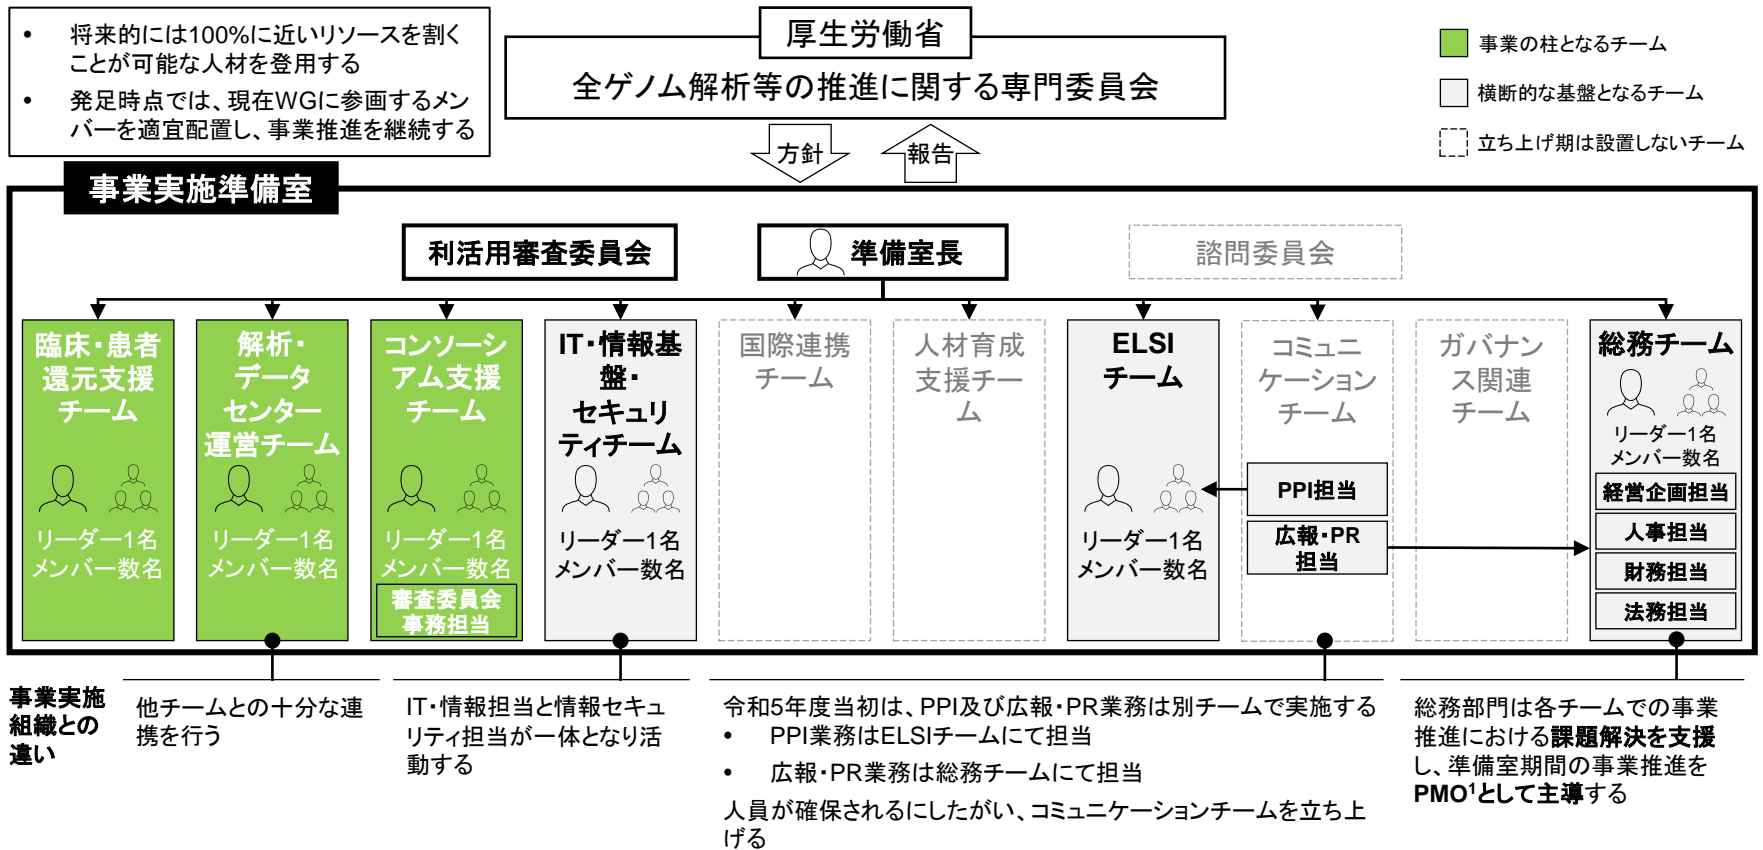 • 将来的には100%に近いリソースを割く
ことが可能な人材を登用する
• 発足時点では、現在WGに参画するメン
バーを適宜配置し、事業推進を継続する
厚生労働省
全ゲノム解析等の推進に関する専門委員会
方針
報告
事業の柱となるチーム
横断的な基盤となるチーム
立ち上げ期は設置しないチーム
事業実施準備室
利活用審査委員会
準備室長
諮問委員会
臨床・患者
還元支援
チーム
リーダー1名
メンバー数名
解析・
データ
センター
運営チーム
リーダー1名
メンバー数名
コンソーシ
アム支援
チーム
リーダー1名
メンバー数名
審査委員会
事務担当
IT・情報基
盤・
セキュリ
ティチーム
リーダー1名
メンバー数名
国際連携
チーム
人材育成
支援チー
ム
ELSI
チーム
リーダー1名
メンバー数名
コミュニ
ケーション
チーム
PPI担当
広報・PR
担当
ガバナン
ス関連
チーム
総務チーム
リーダー1名
メンバー数名
経営企画担当
人事担当
財務担当
法務担当
事業実施
組織との
違い
他チームとの十分な連
携を行う
IT・情報担当と情報セキュ
リティ担当が一体となり活
動する
令和5年度当初は、PPI及び広報・PR業務は別チームで実施する
• PPI業務はELSIチームにて担当
• 広報・PR業務は総務チームにて担当
人員が確保されるにしたがい、コミュニケーションチームを立ち上
げる
総務部門は各チームでの事業
推進における課題解決を支援
し、準備室期間の事業推進を
PMO¹として主導する